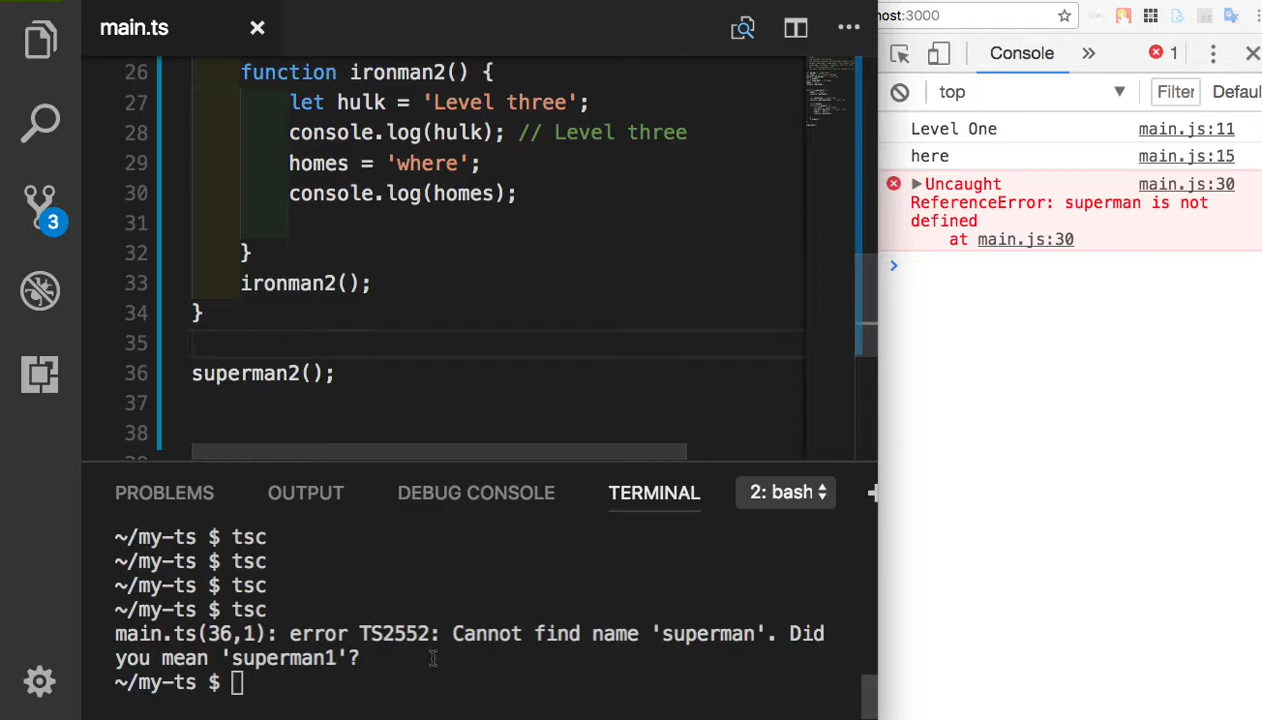 main.ts
26 function ironman2() {
27 let hulk = 'Level three';
28 console.log(hulk); // Level three
29 homes = 'where';
30 console.log(homes);
31
32 }
33 ironman2();
34 }
35
36 superman2();
37
38
3
PROBLEMS OUTPUT DEBUG CONSOLE TERMINAL 2: bash
~/my-ts $ tsc
~/my-ts $ tsc
~/my-ts $ tsc
~/my-ts $ tsc
main.ts(36,1): error TS2552: Cannot find name 'superman'. Did
you mean 'superman1'?
~/my-ts $
host:3000
Console » 1
top Filter Defaul
Level One main.js:11
here main.js:15
Uncaught main.js:30
ReferenceError: superman is not
defined
at main.js:30